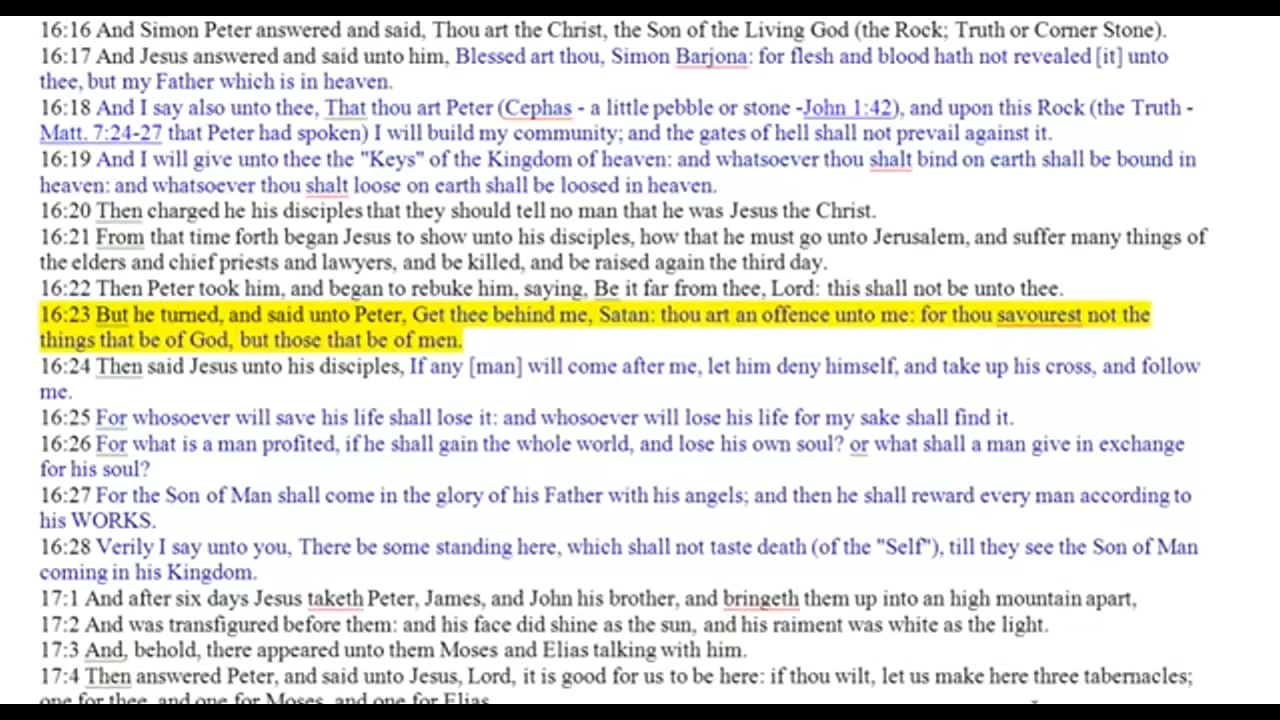 16:16 And Simon Peter answered and said, Thou art the Christ, the Son of the Living God (the Rock; Truth or Corner Stone).
16:17 And Jesus answered and said unto him, Blessed art thou, Simon Barjona: for flesh and blood hath not revealed [it] unto
thee, but my Father which is in heaven.
16:18 And I say also unto thee, That thou art Peter (Cephas - a little pebble or stone -John 1:42), and upon this Rock (the Truth -
Matt. 7:24-27 that Peter had spoken) I will build my community; and the gates of hell shall not prevail against it.
16:19 And I will give unto thee the "Keys" of the Kingdom of heaven: and whatsoever thou shalt bind on earth shall be bound in
heaven: and whatsoever thou shalt loose on earth shall be loosed in heaven.
16:20 Then charged he his disciples that they should tell no man that he was Jesus the Christ.
16:21 From that time forth began Jesus to show unto his disciples, how that he must go unto Jerusalem, and suffer many things of
the elders and chief priests and lawyers, and be killed, and be raised again the third day.
16:22 Then Peter took him, and began to rebuke him, saying, Be it far from thee, Lord: this shall not be unto thee.
16:23 But he turned, and said unto Peter, Get thee behind me, Satan: thou art an offence unto me: for thou savourest not the
things that be of God, but those that be of men.
16:24 Then said Jesus unto his disciples, If any [man] will come after me, let him deny himself, and take up his cross, and follow
me.
16:25 For whosoever will save his life shall lose it: and whosoever will lose his life for my sake shall find it.
16:26 For what is a man profited, if he shall gain the whole world, and lose his own soul? or what shall a man give in exchange
for his soul?
16:27 For the Son of Man shall come in the glory of his Father with his angels; and then he shall reward every man according to
his WORKS.
16:28 Verily I say unto you, There be some standing here, which shall not taste death (of the "Self"), till they see the Son of Man
coming in his Kingdom.
17:1 And after six days Jesus taketh Peter, James, and John his brother, and bringeth them up into an high mountain apart,
17:2 And was transfigured before them: and his face did shine as the sun, and his raiment was white as the light.
17:3 And, behold, there appeared unto them Moses and Elias talking with him.
17:4 Then answered Peter, and said unto Jesus, Lord, it is good for us to be here: if thou wilt, let us make here three tabernacles;
one for thee, and one for Moses, and one for Elias.